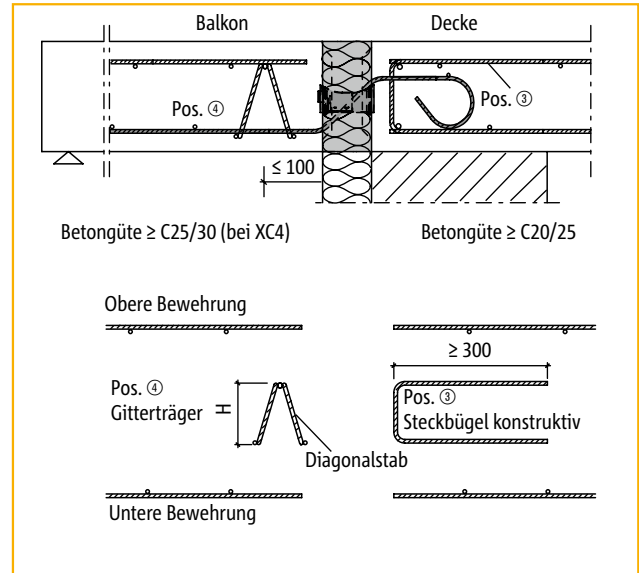 Balkon
Decke
Pos. ④
Pos. ③
≤ 100
Betongüte ≥ C25/30 (bei XC4)
Betongüte ≥ C20/25
Obere Bewehrung
≥ 300
Pos. ④
Gitterträger
H
Pos. ③
Steckbügel konstruktiv
Diagonalstab
Untere Bewehrung